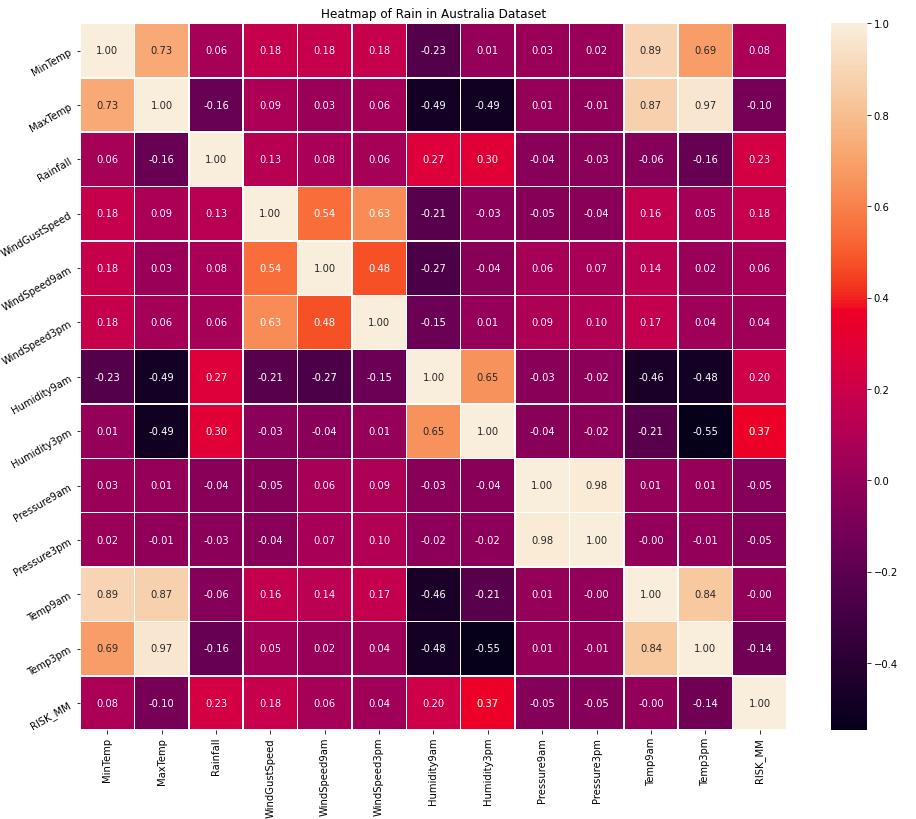 Heatmap of Rain in Australia Dataset
MinTemp 1.00 0.73 0.06 0.18 0.18 0.18 -0.23 0.01 0.03 0.02 0.89 0.69 0.08
MaxTemp 0.73 1.00 -0.16 0.09 0.03 0.06 -0.49 -0.49 0.01 -0.01 0.87 0.97 -0.10
Rainfall 0.06 -0.16 1.00 0.13 0.08 0.06 0.27 0.30 -0.04 -0.03 -0.06 -0.16 0.23
WindGustSpeed 0.18 0.09 0.13 1.00 0.54 0.63 -0.21 -0.03 -0.05 -0.04 0.16 0.05 0.18
WindSpeed9am 0.18 0.03 0.08 0.54 1.00 0.48 -0.27 -0.04 0.06 0.07 0.14 0.02 0.06
WindSpeed3pm 0.18 0.06 0.06 0.63 0.48 1.00 -0.15 0.01 0.09 0.10 0.17 0.04 0.04
Humidity9am -0.23 -0.49 0.27 -0.21 -0.27 -0.15 1.00 0.65 -0.03 -0.02 -0.46 -0.48 0.20
Humidity3pm 0.01 -0.49 0.30 -0.03 -0.04 0.01 0.65 1.00 -0.04 -0.02 -0.21 -0.55 0.37
Pressure9am 0.03 0.01 -0.04 -0.05 0.06 0.09 -0.03 -0.04 1.00 0.98 0.01 0.01 -0.05
Pressure3pm 0.02 -0.01 -0.03 -0.04 0.07 0.10 -0.02 -0.02 0.98 1.00 -0.00 -0.01 -0.05
Temp9am 0.89 0.87 -0.06 0.16 0.14 0.17 -0.46 -0.21 0.01 -0.00 1.00 0.84 -0.00
Temp3pm 0.69 0.97 -0.16 0.05 0.02 0.04 -0.48 -0.55 0.01 -0.01 0.84 1.00 -0.14
RISK_MM 0.08 -0.10 0.23 0.18 0.06 0.04 0.20 0.37 -0.05 -0.05 -0.00 -0.14 1.00
MinTemp MaxTemp Rainfall WindGustSpeed WindSpeed9am WindSpeed3pm Humidity9am Humidity3pm Pressure9am Pressure3pm Temp9am Temp3pm RISK_MM
1.0
0.8
0.6
0.4
0.2
0.0
−0.2
−0.4